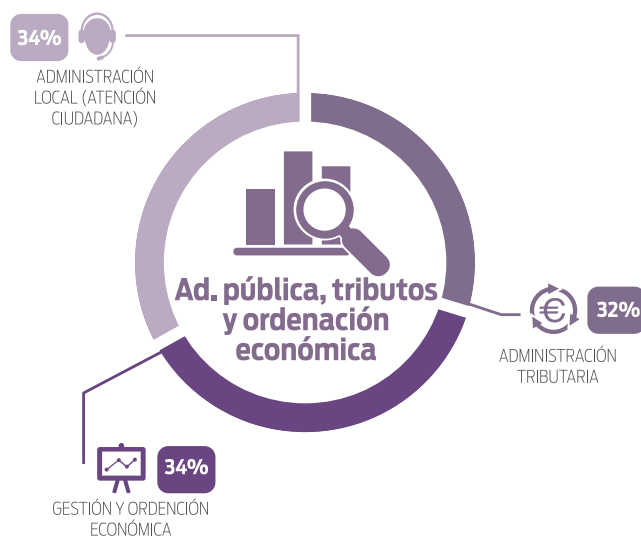 34%
ADMINISTRACIÓN
LOCAL (ATENCIÓN
CIUDADANA)
Ad. pública, tributos
y ordenación
económica
€
32%
ADMINISTRACIÓN
TRIBUTARIA
34%
GESTIÓN Y ORDENCIÓN
ECONÓMICA